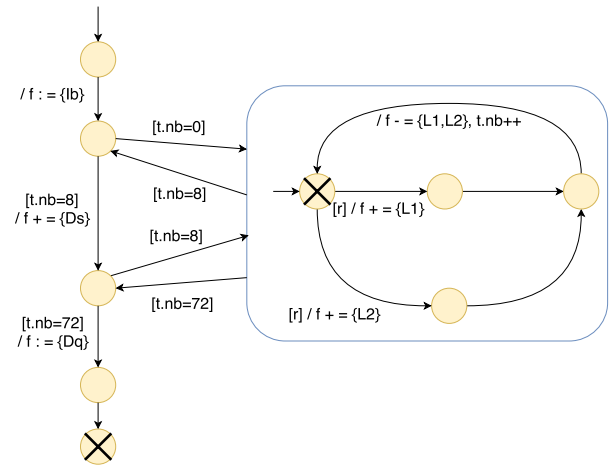 / f : = {Ib}
[t.nb=0]
[t.nb=8]
[t.nb=8]
/ f + = {Ds}
[t.nb=8]
[t.nb=72]
[t.nb=72]
/ f : = {Dq}
/ f - = {L1,L2}, t.nb++
[r] / f + = {L1}
[r] / f + = {L2}